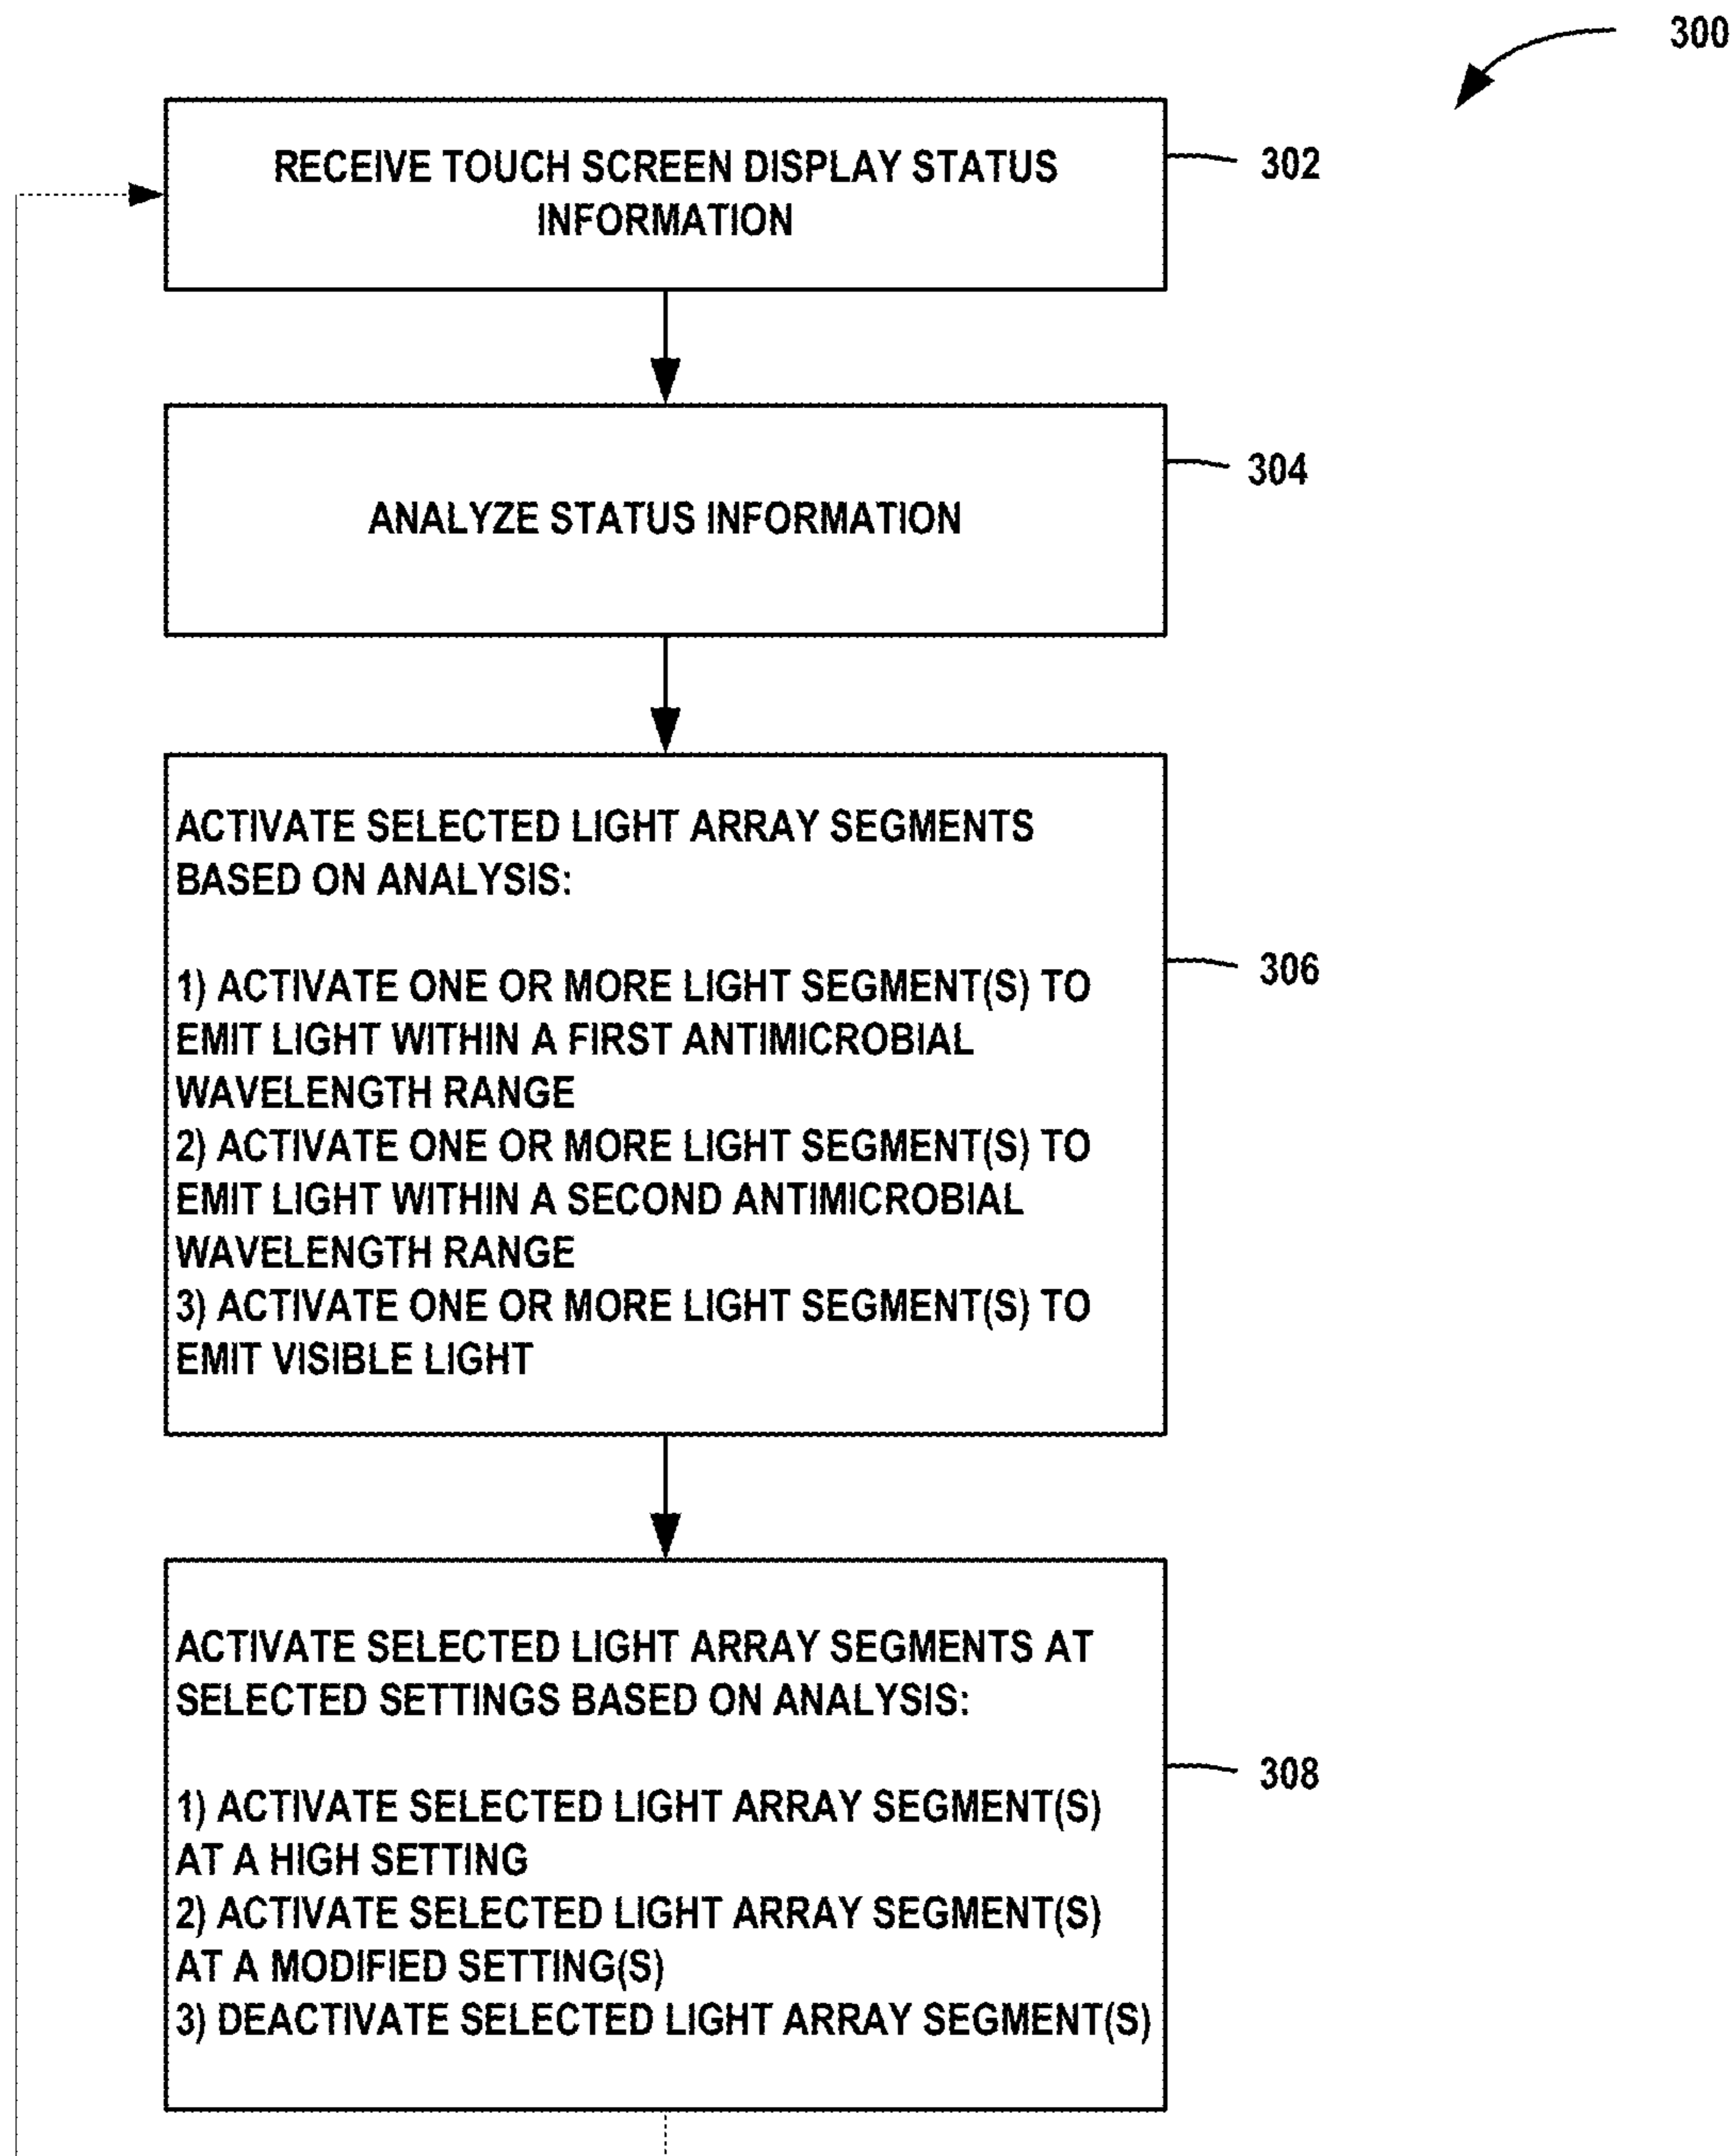 300
RECEIVE TOUCH SCREEN DISPLAY STATUS
INFORMATION
302
ANALYZE STATUS INFORMATION
304
ACTIVATE SELECTED LIGHT ARRAY SEGMENTS
BASED ON ANALYSIS:
1) ACTIVATE ONE OR MORE LIGHT SEGMENT(S) TO
EMIT LIGHT WITHIN A FIRST ANTIMICROBIAL
WAVELENGTH RANGE
2) ACTIVATE ONE OR MORE LIGHT SEGMENT(S) TO
EMIT LIGHT WITHIN A SECOND ANTIMICROBIAL
WAVELENGTH RANGE
3) ACTIVATE ONE OR MORE LIGHT SEGMENT(S) TO
EMIT VISIBLE LIGHT
306
ACTIVATE SELECTED LIGHT ARRAY SEGMENTS AT
SELECTED SETTINGS BASED ON ANALYSIS:
1) ACTIVATE SELECTED LIGHT ARRAY SEGMENT(S)
AT A HIGH SETTING
2) ACTIVATE SELECTED LIGHT ARRAY SEGMENT(S)
AT A MODIFIED SETTING(S)
3) DEACTIVATE SELECTED LIGHT ARRAY SEGMENT(S)
308